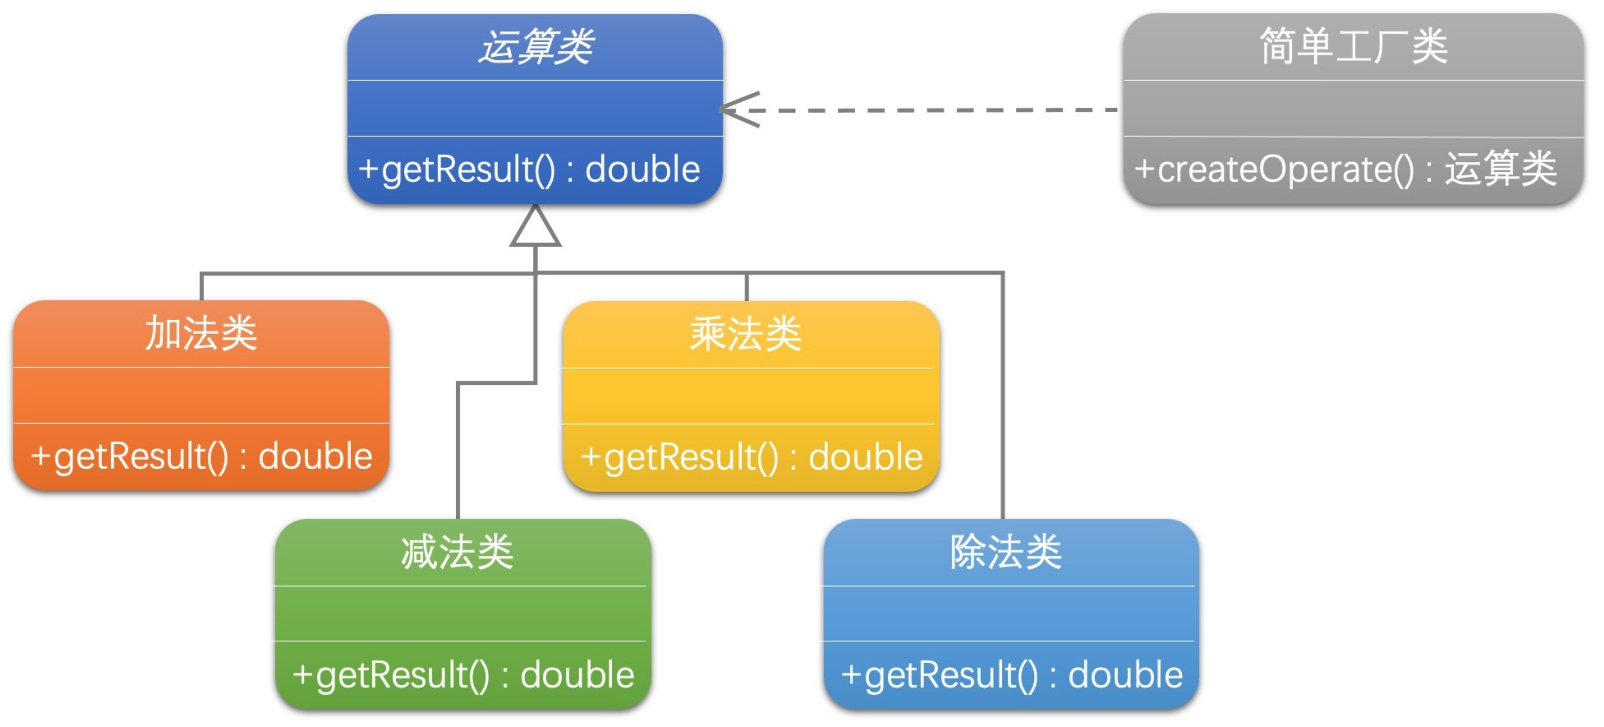 运算类
+getResult() : double
简单工厂类
+createOperate() : 运算类
加法类
+getResult() : double
乘法类
+getResult() : double
减法类
+getResult() : double
除法类
+getResult() : double